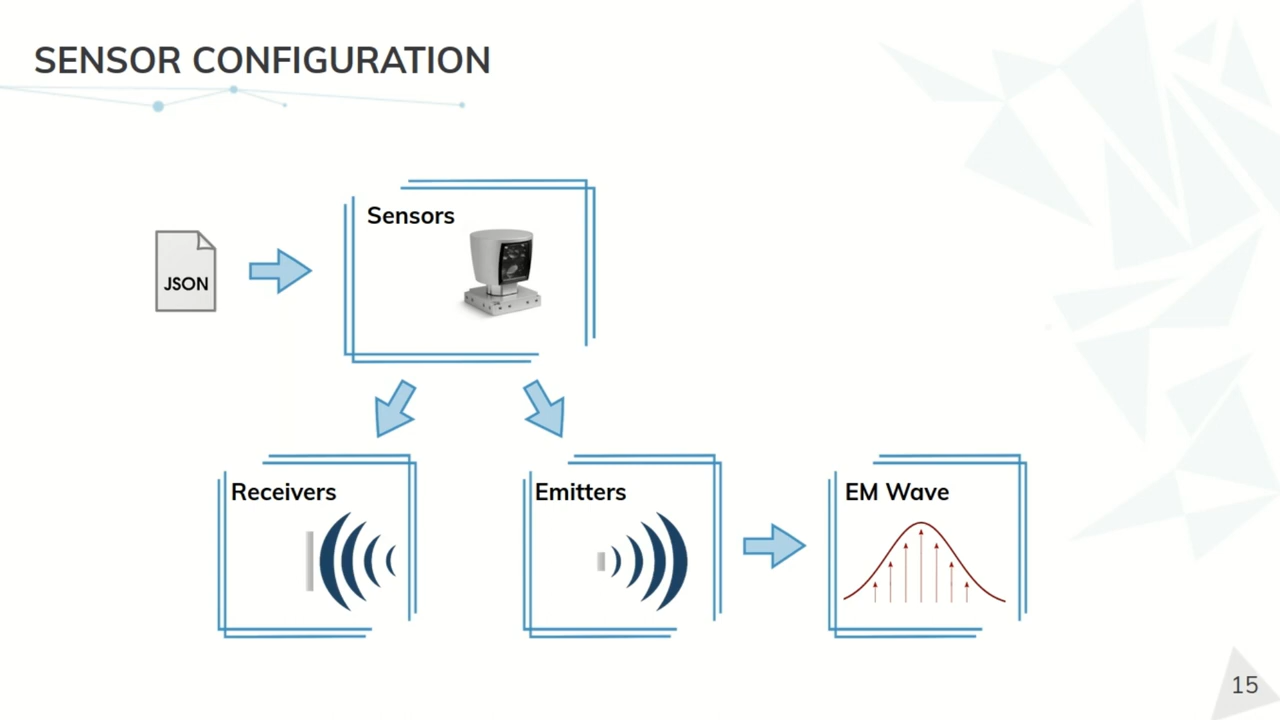 SENSOR CONFIGURATION
Sensors
JSON
Receivers
Emitters
EM Wave
15